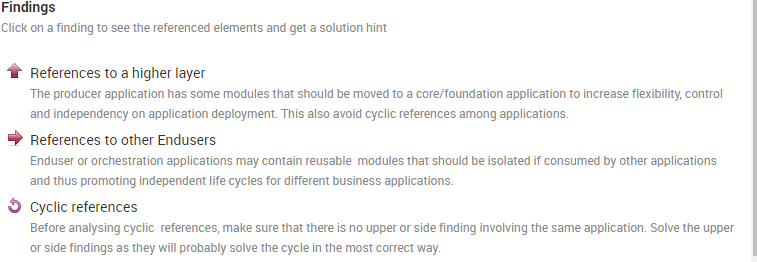 Findings
Click on a finding to see the referenced elements and get a solution hint
References to a higher layer
The producer application has some modules that should be moved to a core/foundation application to increase flexibility, control
and independency on application deployment. This also avoid cyclic references among applications.
References to other Endusers
Enduser or orchestration applications may contain reusable  modules that should be isolated if consumed by other applications
and thus promoting independent life cycles for different business applications.
Cyclic references
Before analysing cyclic  references, make sure that there is no upper or side finding involving the same application. Solve the upper
or side findings as they will probably solve the cycle in the most correct way.